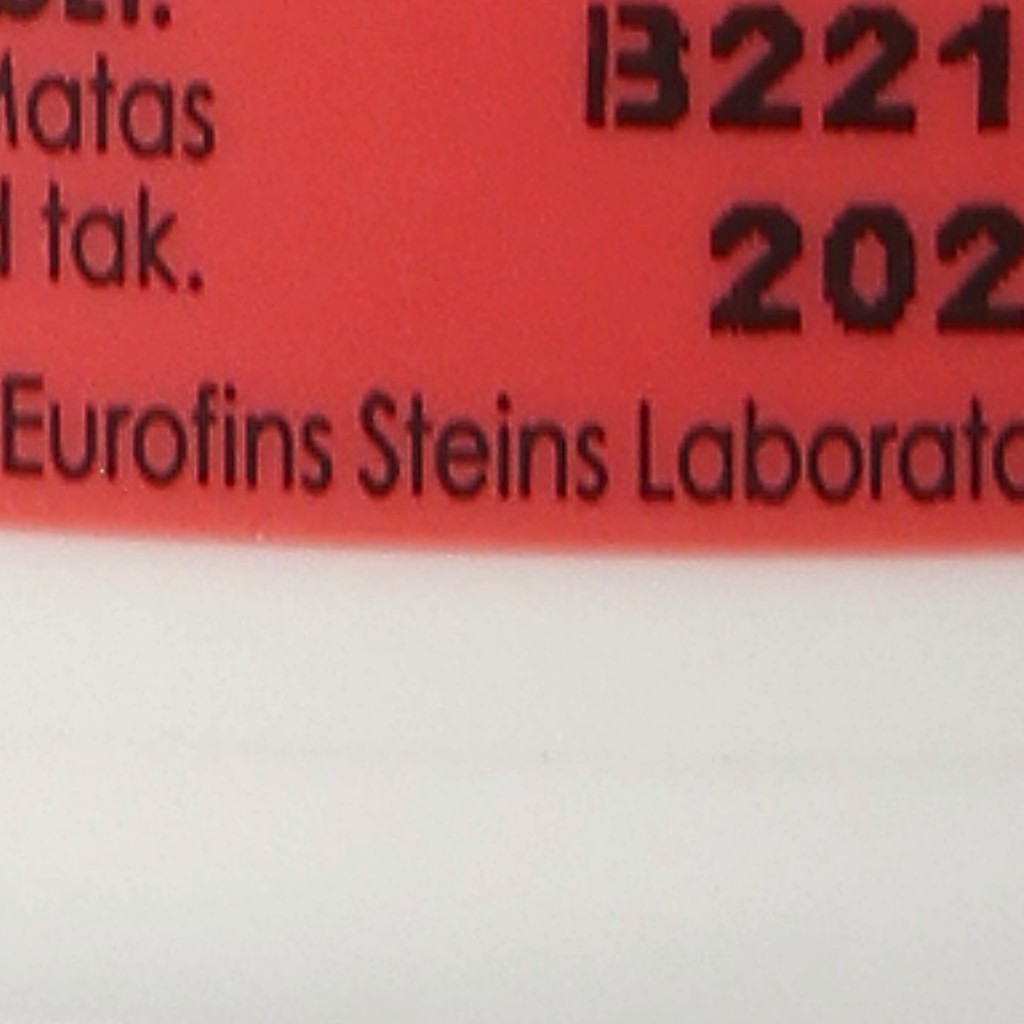 Matas
tak.
B221
202
Eurofins Steins Laborato